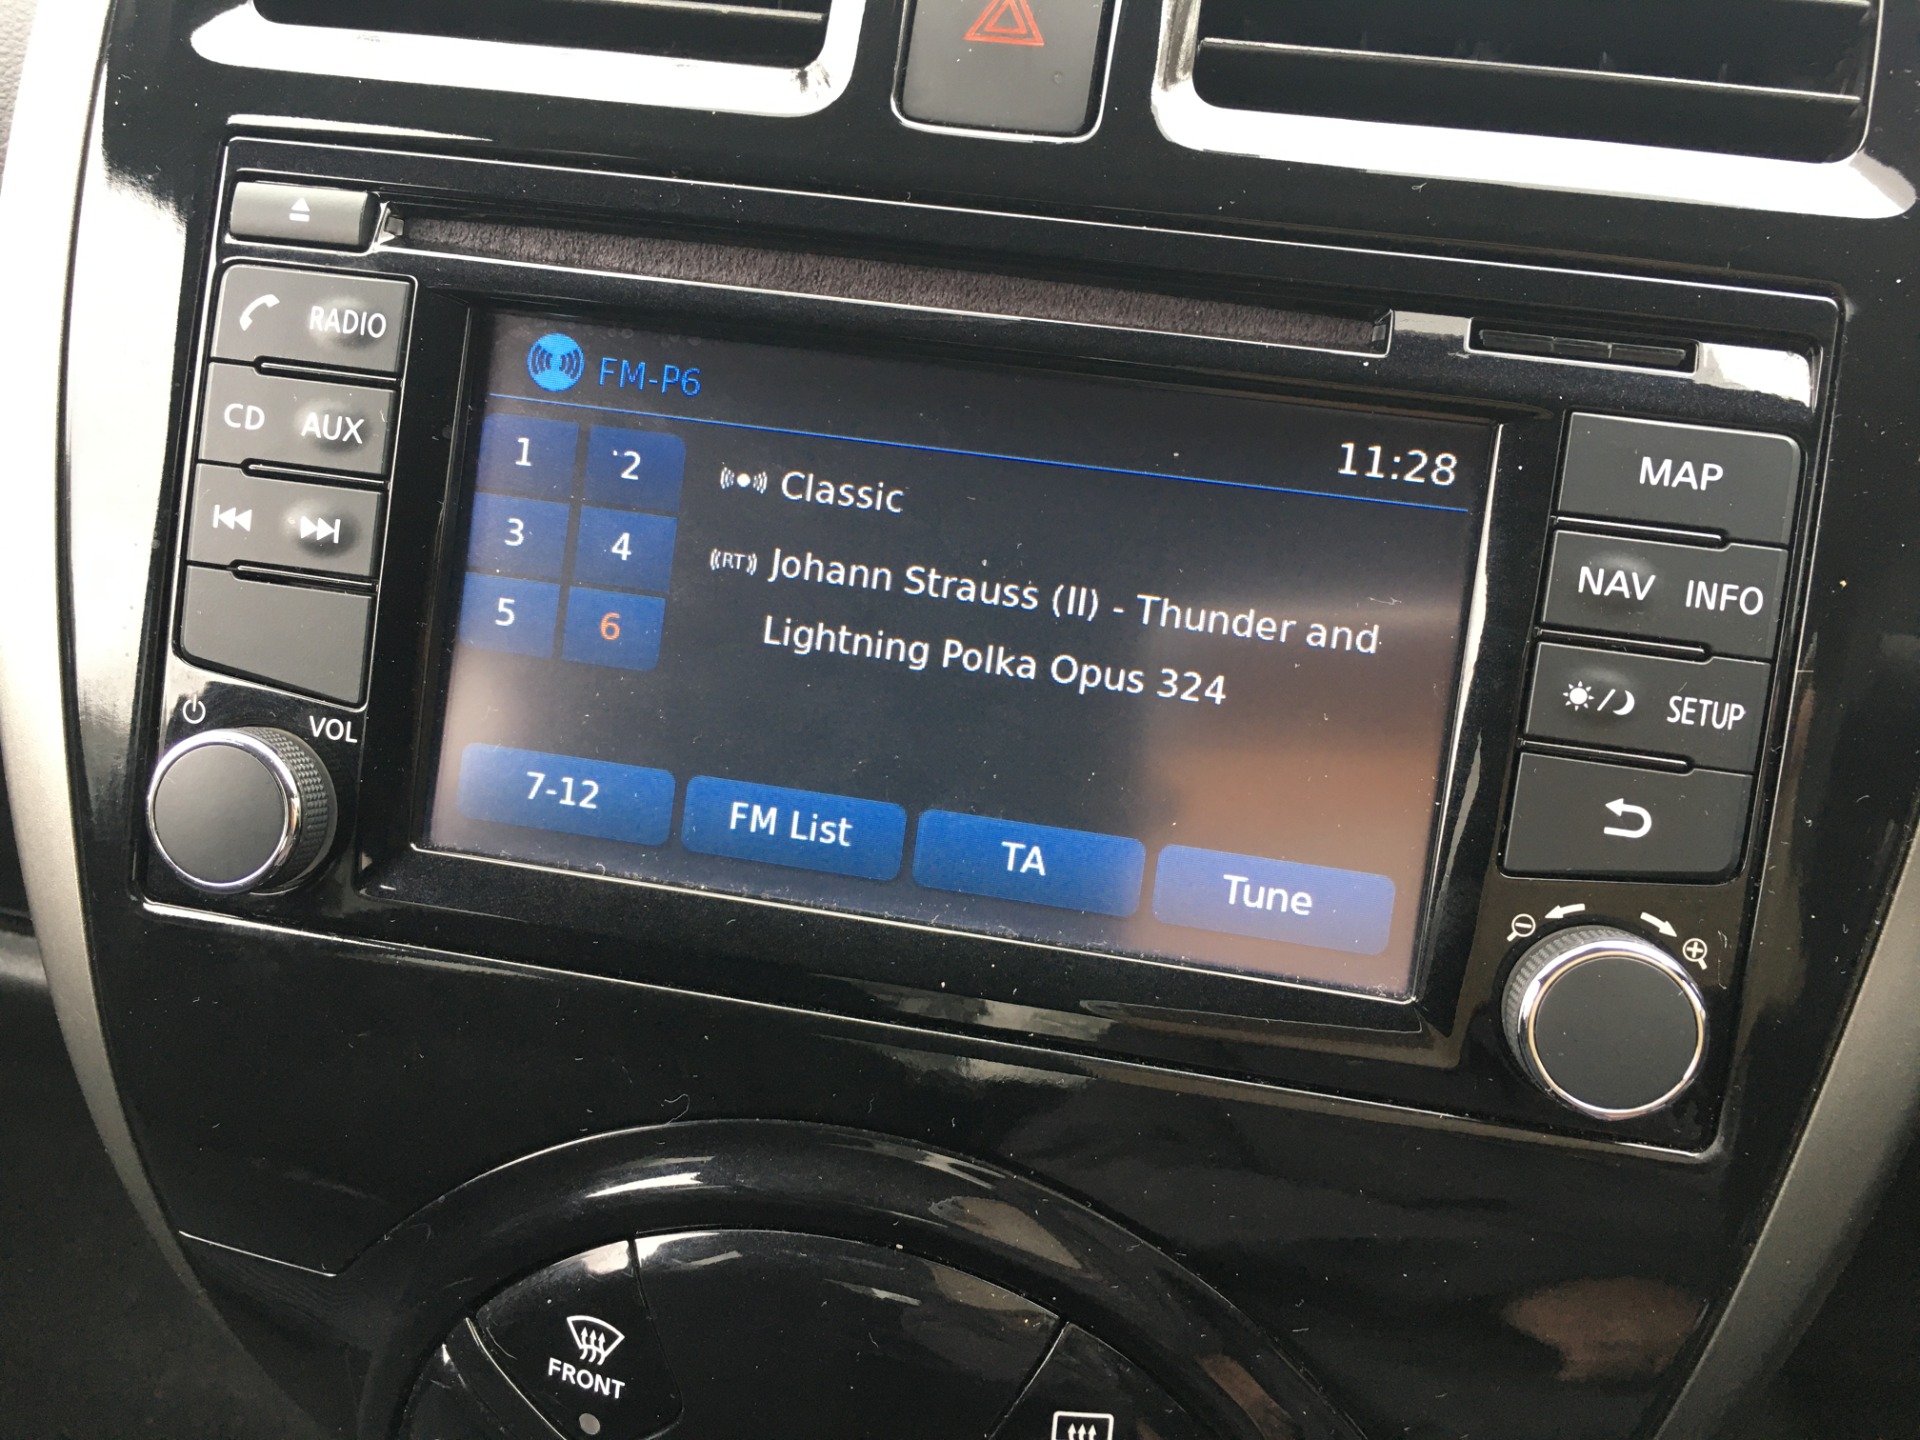 RADIO
CD AUX
VOL
FM-P6
11:28
1 2
3 4
5 6
Classic
RT Johann Strauss (II) - Thunder and
Lightning Polka Opus 324
7-12 FM List TA Tune
MAP
NAV INFO
SETUP
FRONT